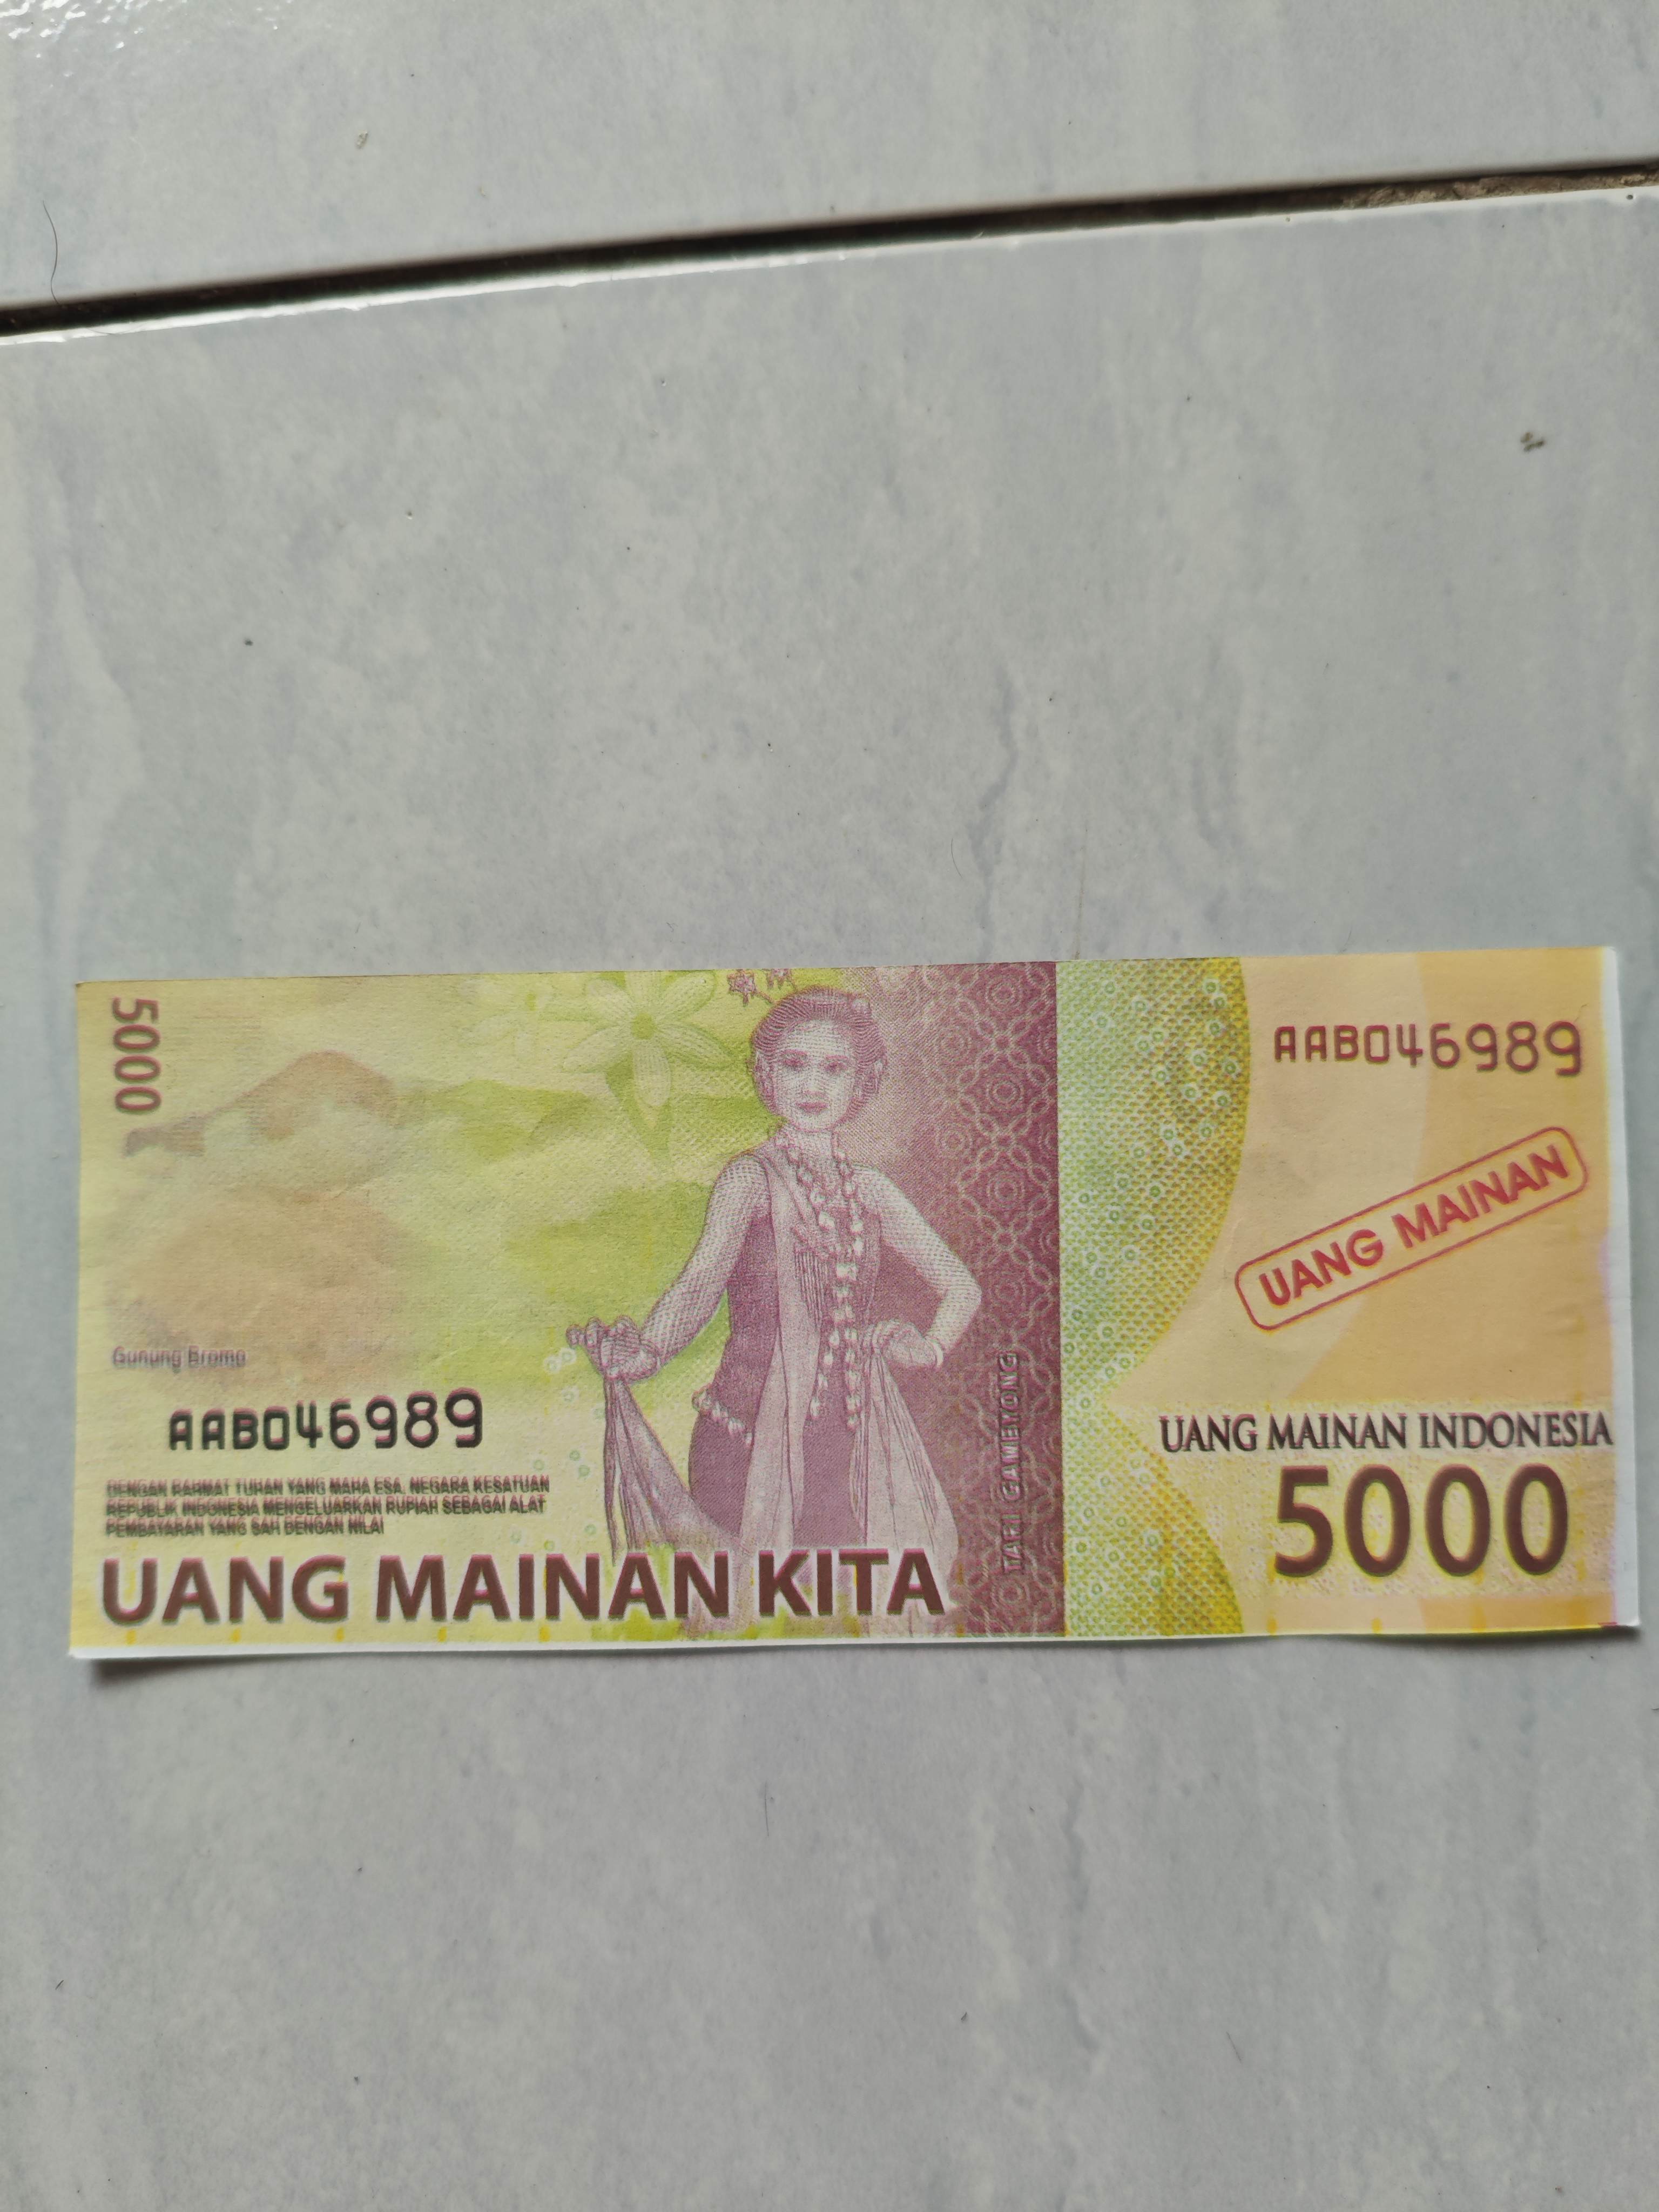 5000
AAB046989
UANG MAINAN
Gunung Bromo
AAB046989
DENGAN RAHMAT TUHAN YANG MAHA ESA, NEGARA KESATUAN
REPUBLIK INDONESIA MENGELUARKAN RUPIAH SEBAGAI ALAT
PEMBAYARAN YANG SAH DENGAN NILAI
UANG MAINAN KITA
TARI GAMBYONG
UANG MAINAN INDONESIA
5000